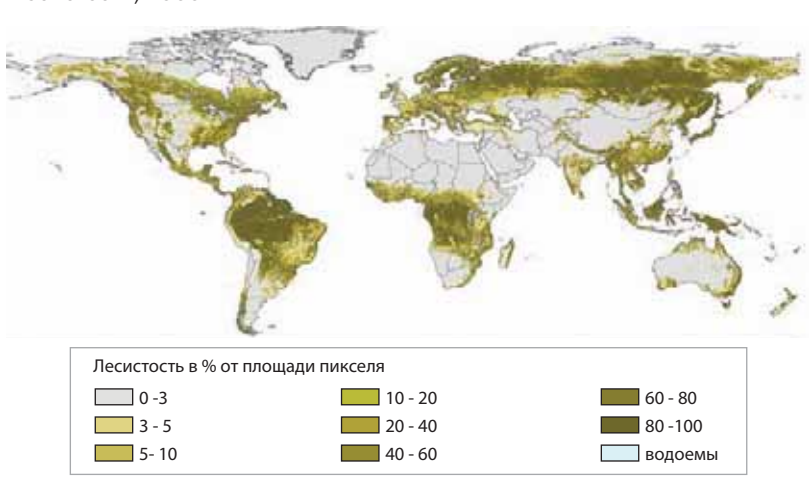 Лесистость в % от площади пикселя
0 -3
3 - 5
5- 10
10 - 20
20 - 40
40 - 60
60 - 80
80 -100
водоемы